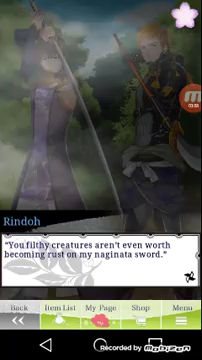 Rindoh
"You filthy creatures aren't even worth
becoming rust on my naginata sword."
Back
Item List
My Page
Shop
Menu
Recorded by